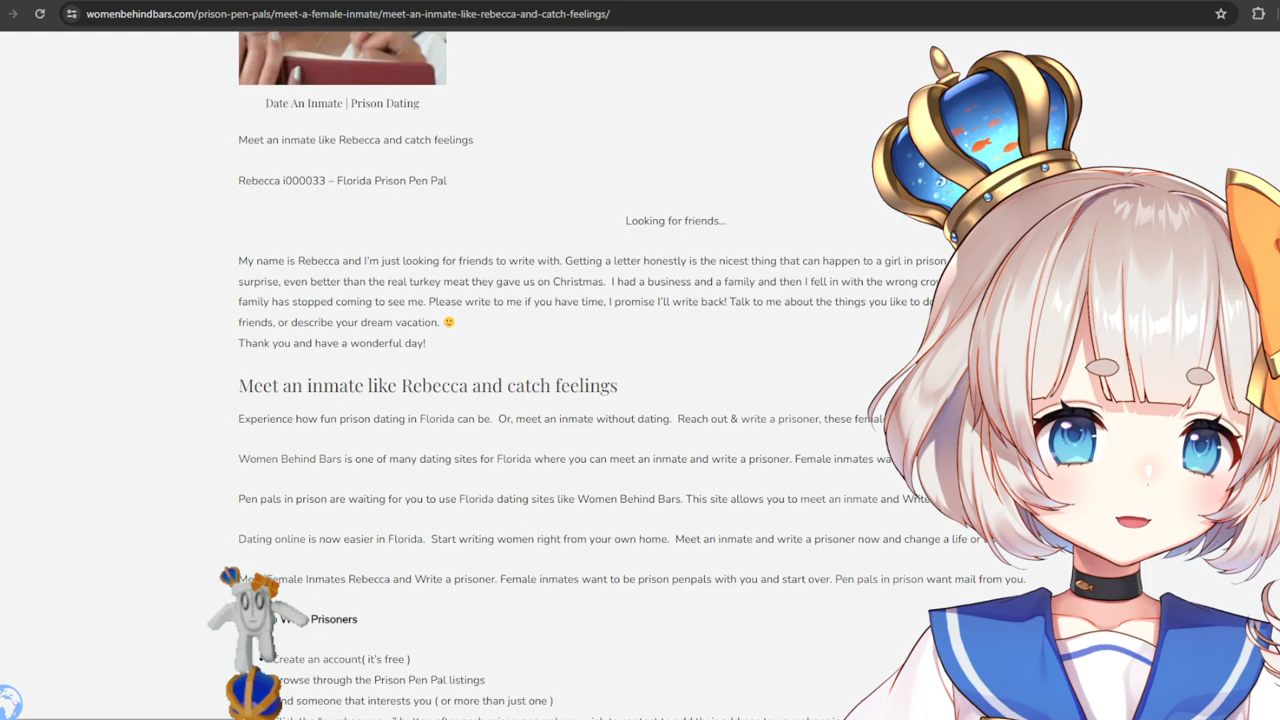 womenbehindbars.com/prison-pen-pals/meet-a-female-inmate/meet-an-inmate-like-rebecca-and-catch-feelings/
Date An Inmate | Prison Dating
Meet an inmate like Rebecca and catch feelings
Rebecca i000033 – Florida Prison Pen Pal
Looking for friends...
My name is Rebecca and I'm just looking for friends to write with. Getting a letter honestly is the nicest thing that can happen to a girl in prison
surprise, even better than the real turkey meat they gave us on Christmas. I had a business and a family and then I fell in with the wrong
family has stopped coming to see me. Please write to me if you have time, I promise I'll write back! Talk to me about the things you like to
friends, or describe your dream vacation. 🙂
Thank you and have a wonderful day!
Meet an inmate like Rebecca and catch feelings
Experience how fun prison dating in Florida can be. Or, meet an inmate without dating. Reach out & write a prisoner, these
Women Behind Bars is one of many dating sites for Florida where you can meet an inmate and write a prisoner. Female inmates
Pen pals in prison are waiting for you to use Florida dating sites like Women Behind Bars. This site allows you to meet an inmate and
Dating online is now easier in Florida. Start writing women right from your own home. Meet an inmate and write a prisoner now and change a life or
Female Inmates Rebecca and Write a prisoner. Female inmates want to be prison penpals with you and start over. Pen pals in prison want mail from you.
Prisoners
Create an account( it's free )
Browse through the Prison Pen Pal listings
Find someone that interests you ( or more than just one )